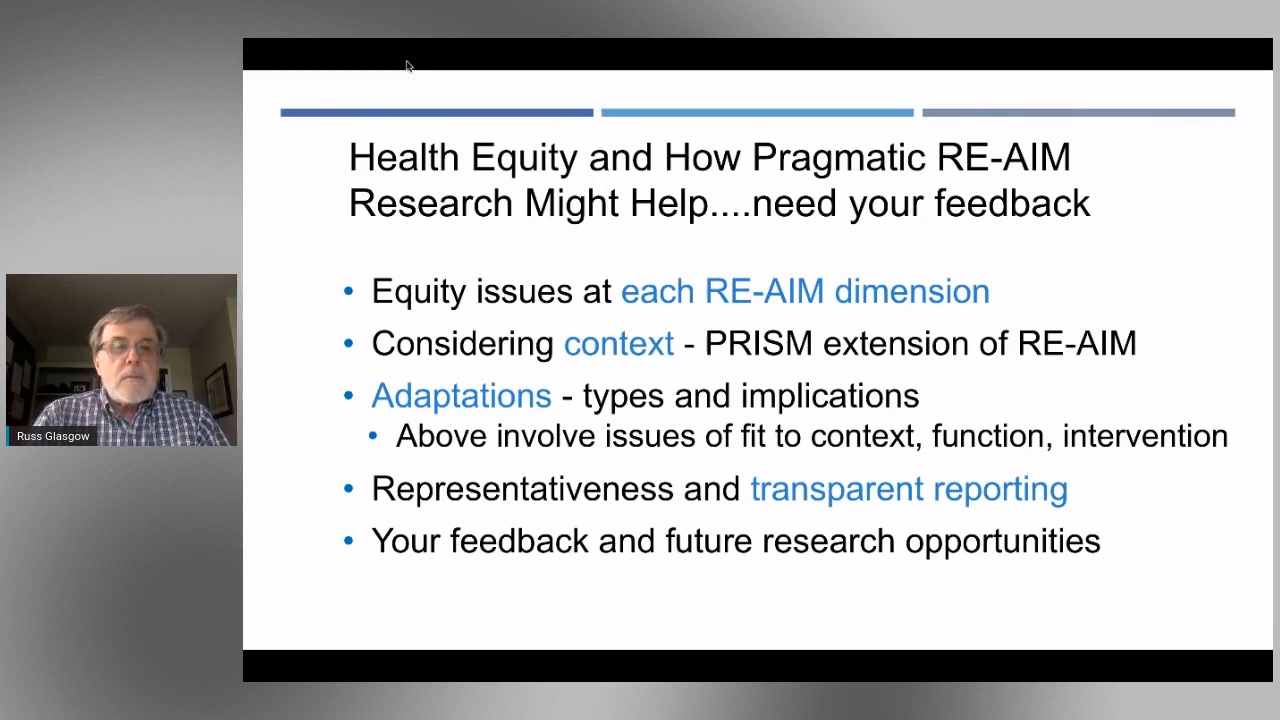 Health Equity and How Pragmatic RE-AIM
Research Might Help....need your feedback
• Equity issues at each RE-AIM dimension
• Considering context - PRISM extension of RE-AIM
• Adaptations - types and implications
• Above involve issues of fit to context, function, intervention
• Representativeness and transparent reporting
• Your feedback and future research opportunities
Russ Glasgow